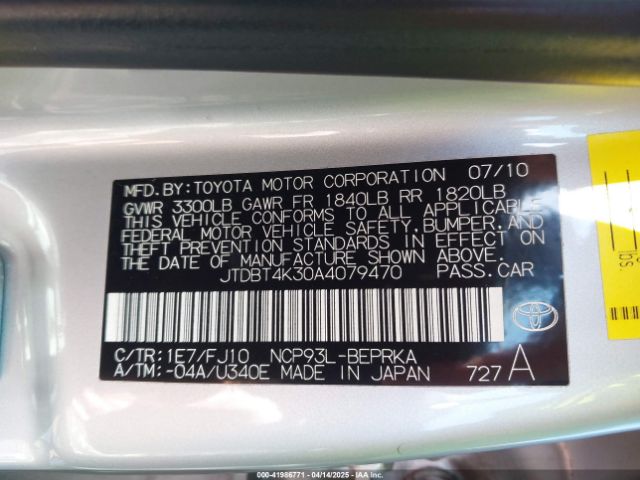 MFD.BY:TOYOTA MOTOR CORPORATION 07/10
GVWR 3300LB GAWR FR 1840LB RR 1820LB
THIS VEHICLE CONFORMS TO ALL APPLICABLE
FEDERAL MOTOR VEHICLE SAFETY,BUMPER,AND
THEFT PREVENTION STANDARDS IN EFFECT ON
THE DATE OF MANUFACTURE SHOWN ABOVE.
JTDBT4K30A4079470 PASS.CAR
C/TR:1E7/FJ10 NCP93L-BEPRKA
A/TM:-04A/U340E MADE IN JAPAN 727 A
© IAA - #: 000-41986771 - 04/14/2025 - IAAI.COM